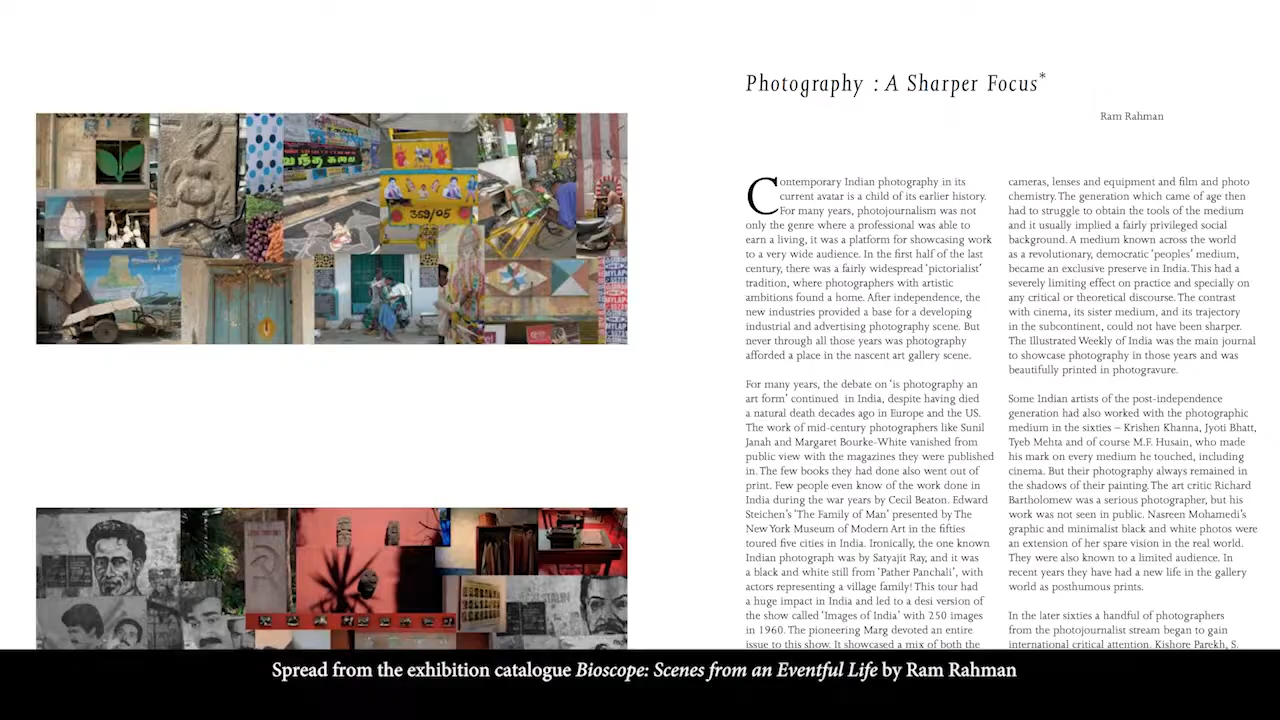 வந்த கலை
359/05
MYLAP
MYLAP
Photography : A Sharper Focus*
Ram Rahman
Contemporary Indian photography in its
current avatar is a child of its earlier history.
For many years, photojournalism was not
only the genre where a professional was able to
earn a living, it was a platform for showcasing work
to a very wide audience. In the first half of the last
century, there was a fairly widespread ‘pictorialist’
tradition, where photographers with artistic
ambitions found a home. After independence, the
new industries provided a base for a developing
industrial and advertising photography scene. But
never through all those years was photography
afforded a place in the nascent art gallery scene.
For many years, the debate on ‘is photography an
art form’ continued in India, despite having died
a natural death decades ago in Europe and the US.
The work of mid-century photographers like Sunil
Janah and Margaret Bourke-White vanished from
public view with the magazines they were published
in. The few books they had done also went out of
print. Few people even know of the work done in
India during the war years by Cecil Beaton. Edward
Steichen’s ‘The Family of Man’ presented by The
New York Museum of Modern Art in the fifties
toured five cities in India. Ironically, the one known
Indian photograph was by Satyajit Ray, and it was
a black and white still from ‘Pather Panchali’, with
actors representing a village family! This tour had
a huge impact in India and led to a desi version of
the show called ‘Images of India’ with 250 images
in 1960. The pioneering Marg devoted an entire
issue to this show. It showcased a mix of both the
cameras, lenses and equipment and film and photo
chemistry. The generation which came of age then
had to struggle to obtain the tools of the medium
and it usually implied a fairly privileged social
background. A medium known across the world
as a revolutionary, democratic ‘peoples’ medium,
became an exclusive preserve in India. This had a
severely limiting effect on practice and specially on
any critical or theoretical discourse. The contrast
with cinema, its sister medium, and its trajectory
in the subcontinent, could not have been sharper.
The Illustrated Weekly of India was the main journal
to showcase photography in those years and was
beautifully printed in photogravure.
Some Indian artists of the post-independence
generation had also worked with the photographic
medium in the sixties – Krishen Khanna, Jyoti Bhatt,
Tyeb Mehta and of course M.F. Husain, who made
his mark on every medium he touched, including
cinema. But their photography always remained in
the shadows of their painting. The art critic Richard
Bartholomew was a serious photographer, but his
work was not seen in public. Nasreen Mohamedi’s
graphic and minimalist black and white photos were
an extension of her spare vision in the real world.
They were also known to a limited audience. In
recent years they have had a new life in the gallery
world as posthumous prints.
In the later sixties a handful of photographers
from the photojournalist stream began to gain
international critical attention. Kishore Parekh, S.
Spread from the exhibition catalogue Bioscope: Scenes from an Eventful Life by Ram Rahman